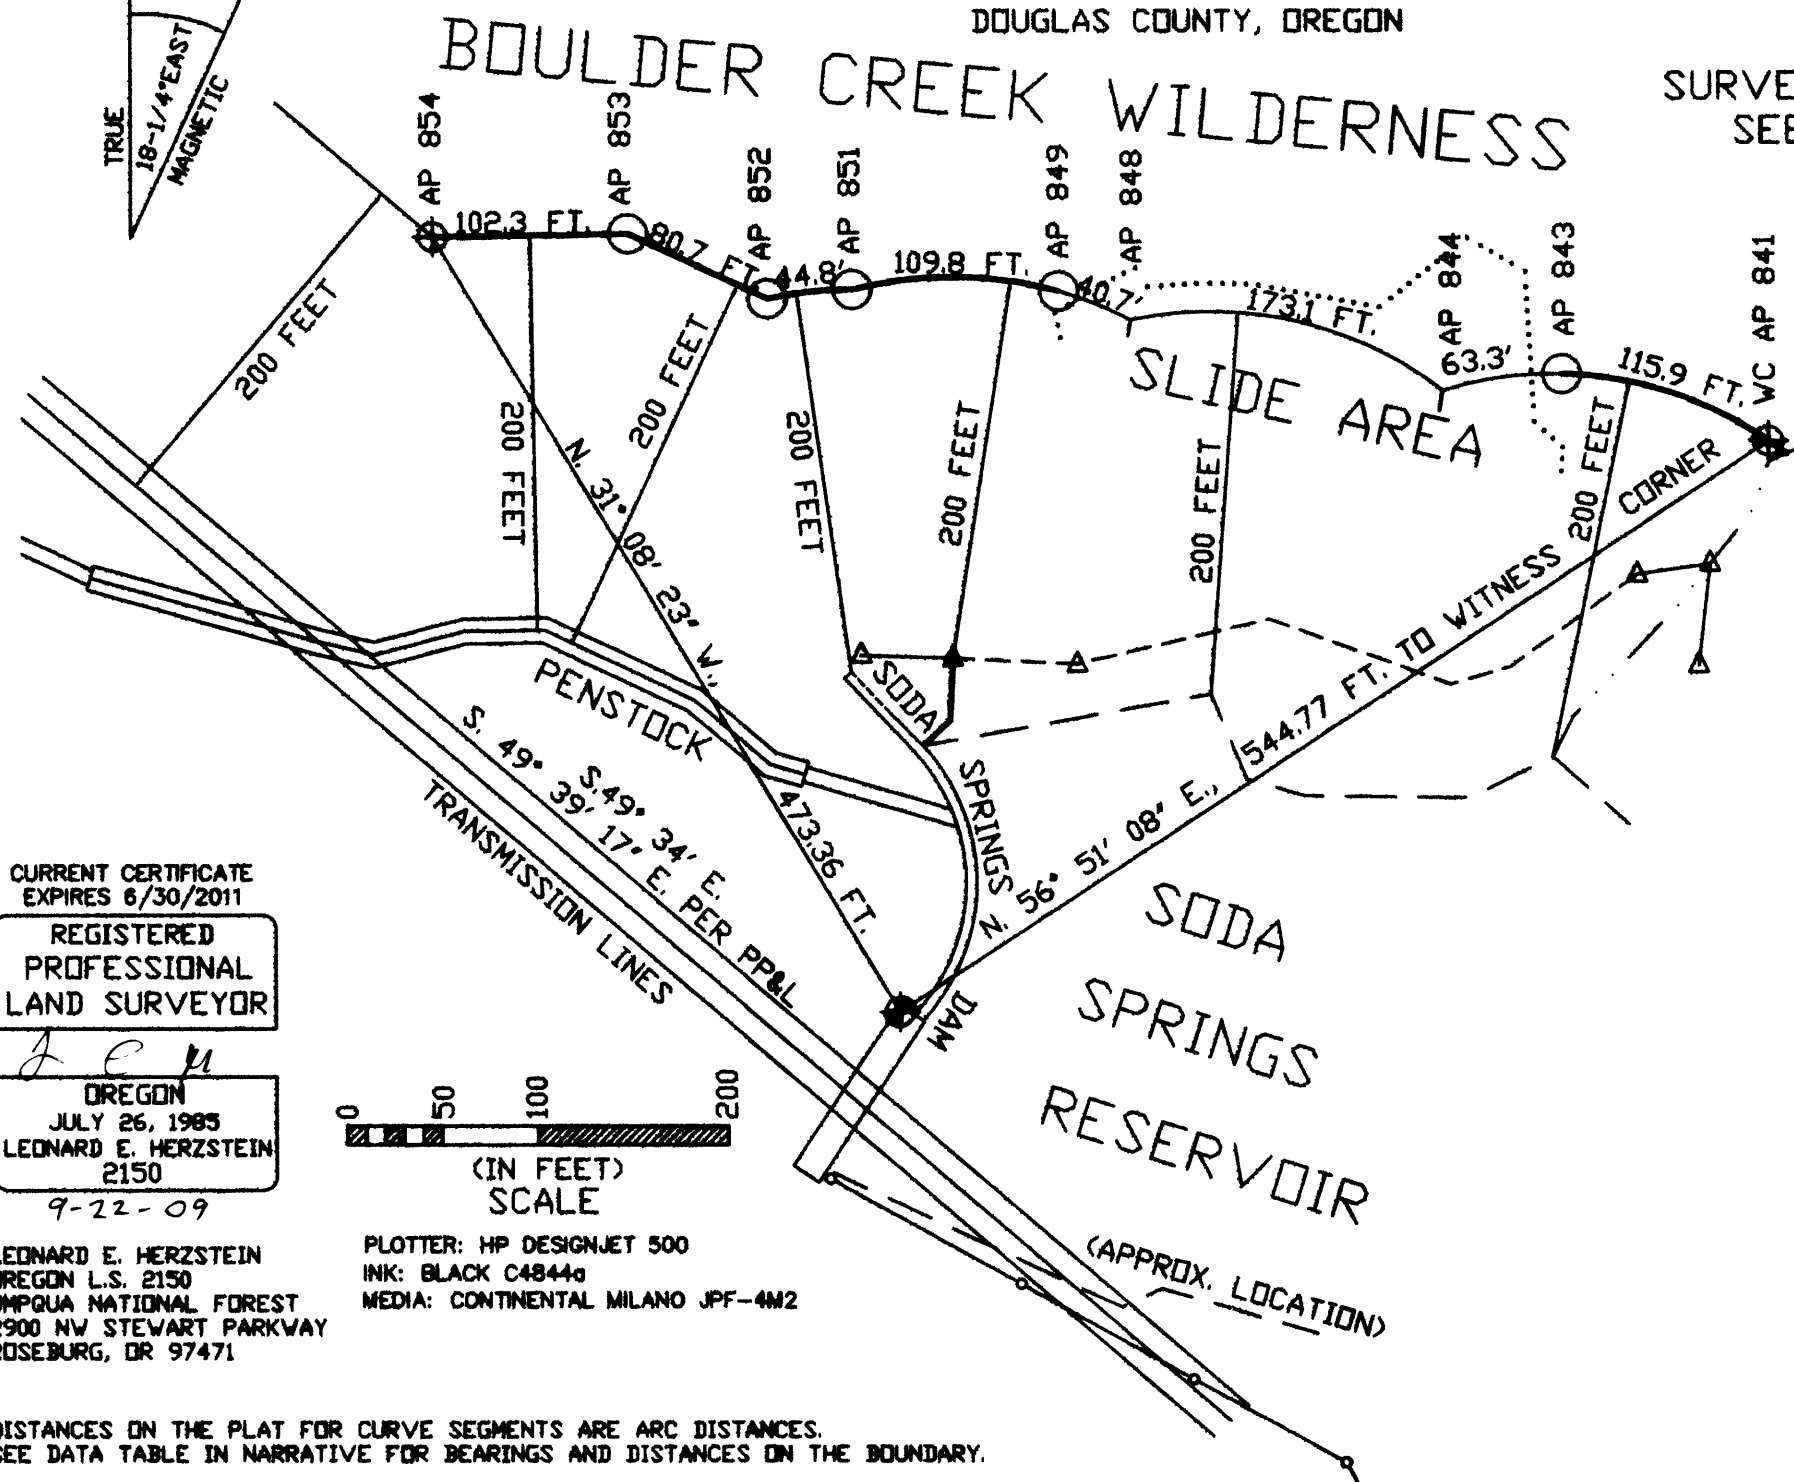 DOUGLAS COUNTY, OREGON
BOULDER CREEK WILDERNESS
SURVE
SEE
TRUE
18-1/4°EAST
MAGNETIC
AP 854
AP 853
AP 852
AP 851
AP 849
AP 848
AP 844
AP 843
WC AP 841
102.3 FT.
80.7 FT.
44.8'
109.8 FT.
40.7'
173.1 FT.
63.3'
115.9 FT.
SLIDE AREA
200 FEET
200 FEET
200 FEET
200 FEET
200 FEET
200 FEET
200 FEET
N. 31° 08' 23" W., 473.36 FT.
N. 56° 51' 08" E., 544.77 FT. TO WITNESS CORNER
PENSTOCK
S. 49° 34' E.
S. 49° 39' 17" E. PER PP&L
TRANSMISSION LINES
SODA SPRINGS DAM
SODA
SPRINGS
RESERVOIR
(APPROX. LOCATION)
CURRENT CERTIFICATE
EXPIRES 6/30/2011
REGISTERED
PROFESSIONAL
LAND SURVEYOR
OREGON
JULY 26, 1985
LEONARD E. HERZSTEIN
2150
9-22-09
0 50 100 200
(IN FEET)
SCALE
LEONARD E. HERZSTEIN
OREGON L.S. 2150
UMPQUA NATIONAL FOREST
2900 NW STEWART PARKWAY
ROSEBURG, OR 97471
PLOTTER: HP DESIGNJET 500
INK: BLACK C4844a
MEDIA: CONTINENTAL MILANO JPF-4M2
DISTANCES ON THE PLAT FOR CURVE SEGMENTS ARE ARC DISTANCES.
SEE DATA TABLE IN NARRATIVE FOR BEARINGS AND DISTANCES ON THE BOUNDARY.